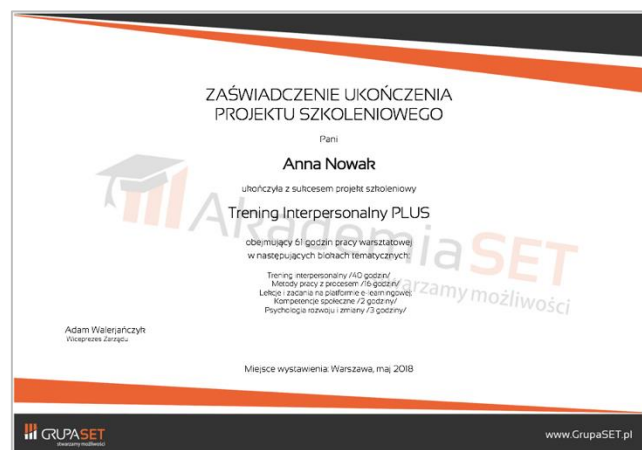 ZAŚWIADCZENIE UKOŃCZENIA
PROJEKTU SZKOLENIOWEGO
Pani
Anna Nowak
ukończyła z sukcesem projekt szkoleniowy
Trening Interpersonalny PLUS
AkademiaSET
stwarzamy możliwości
obejmujący 61 godzin pracy warsztatowej
w następujących blokach tematycznych:
Trening interpersonalny /40 godzin/
Metody pracy z procesem /16 godzin/
Lekcje i zadania na platformie e-learningowej:
Kompetencje społeczne /2 godziny/
Psychologia rozwoju i zmiany /3 godziny/
Adam Walerjańczyk
Wiceprezes Zarządu
Miejsce wystawienia: Warszawa, maj 2018
GRUPASET
stwarzamy możliwości
www.GrupaSET.pl